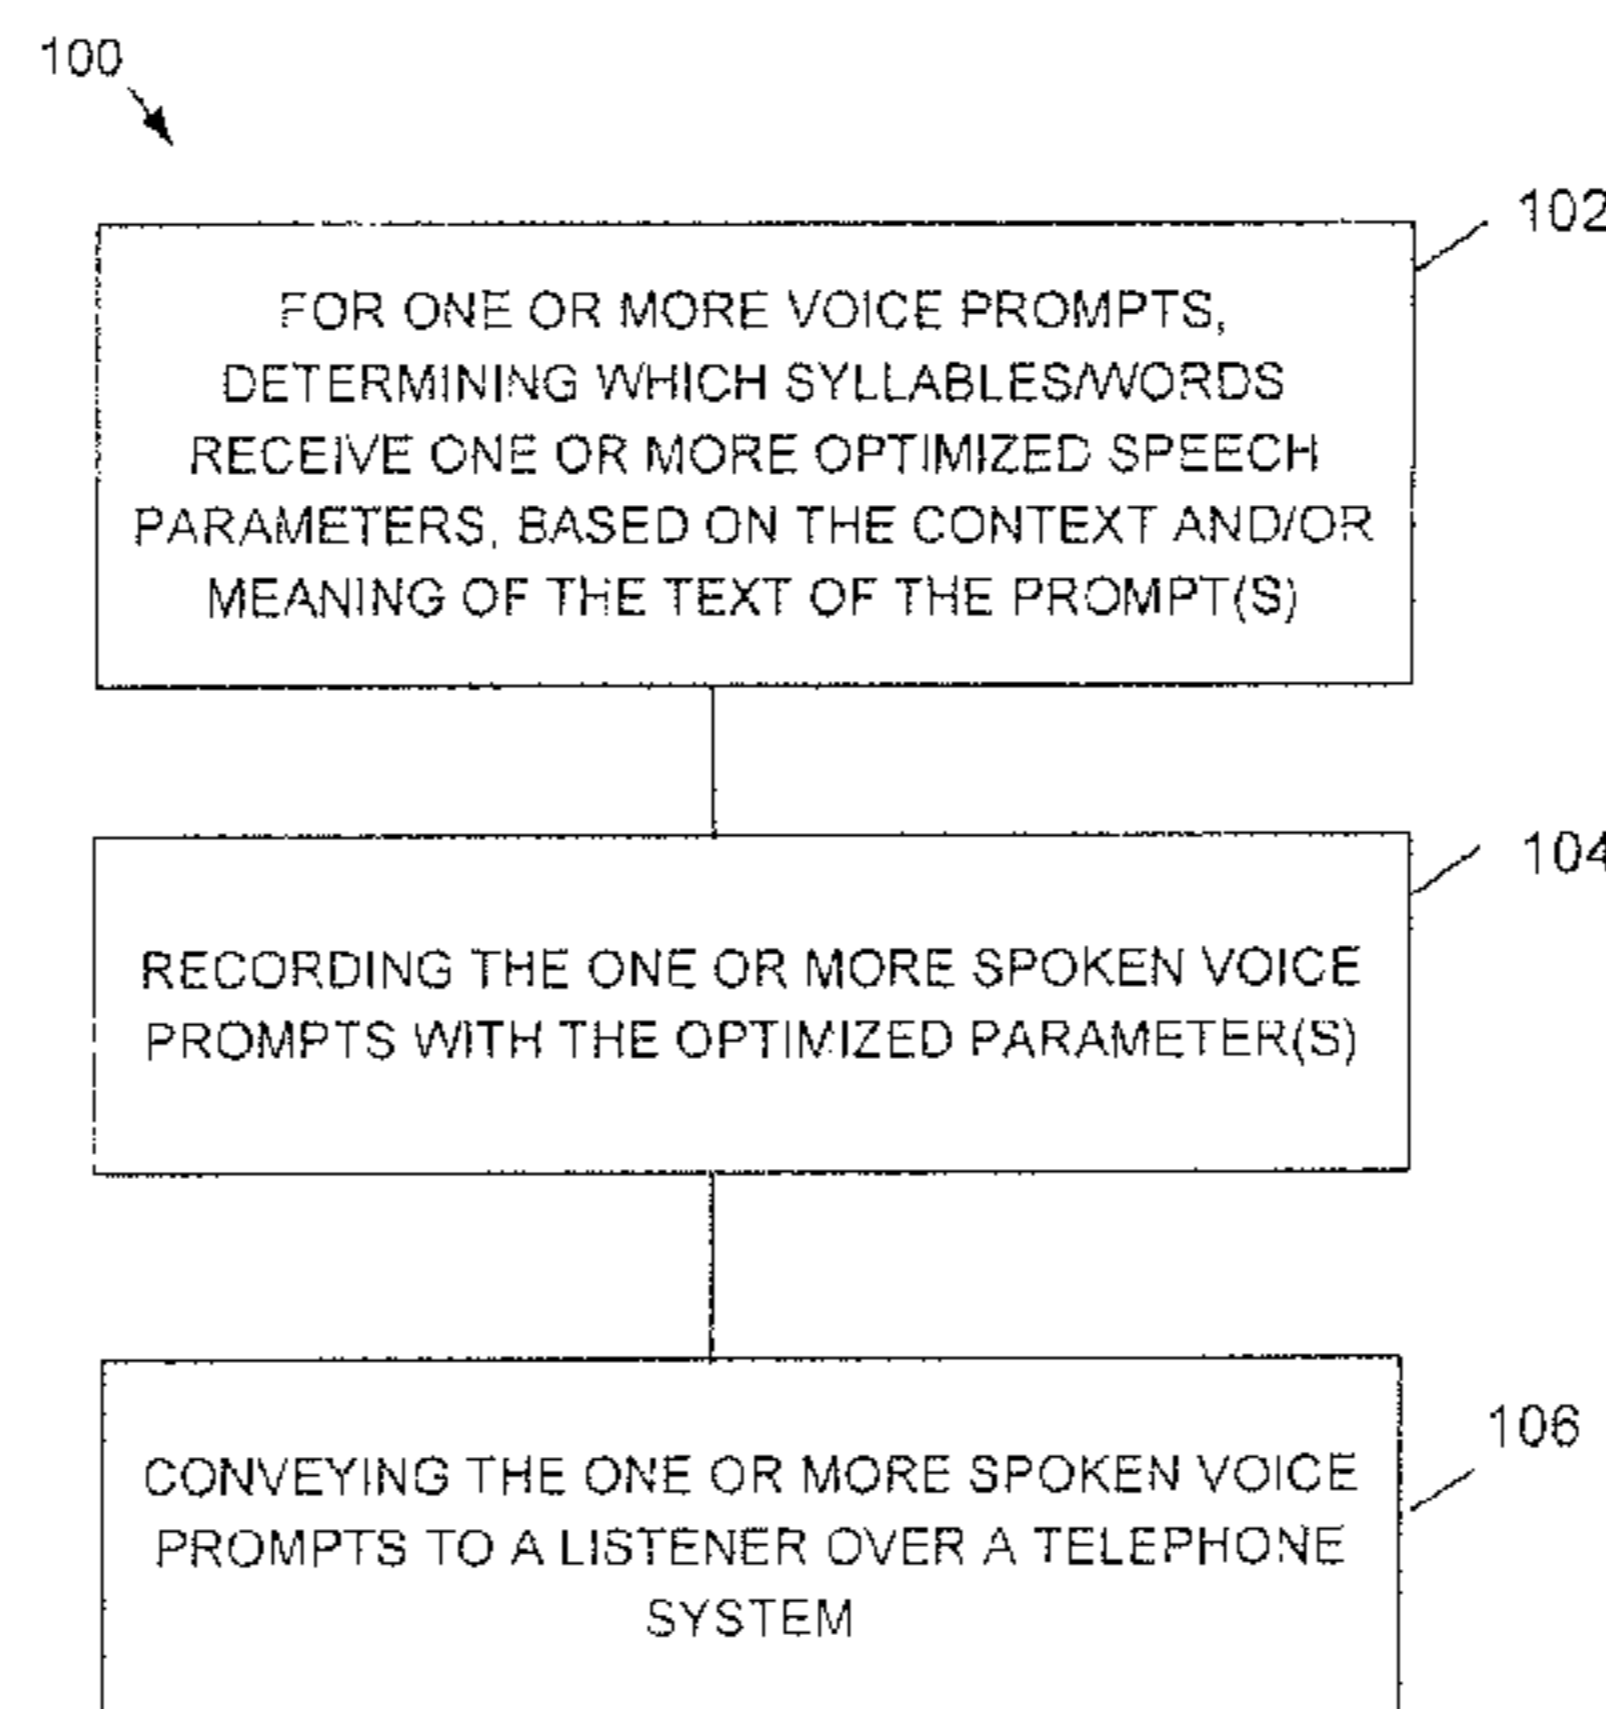 100
102
FOR ONE OR MORE VOICE PROMPTS,
DETERMINING WHICH SYLLABLES/WORDS
RECEIVE ONE OR MORE OPTIMIZED SPEECH
PARAMETERS, BASED ON THE CONTEXT AND/OR
MEANING OF THE TEXT OF THE PROMPT(S)
104
RECORDING THE ONE OR MORE SPOKEN VOICE
PROMPTS WITH THE OPTIMIZED PARAMETER(S)
106
CONVEYING THE ONE OR MORE SPOKEN VOICE
PROMPTS TO A LISTENER OVER A TELEPHONE
SYSTEM